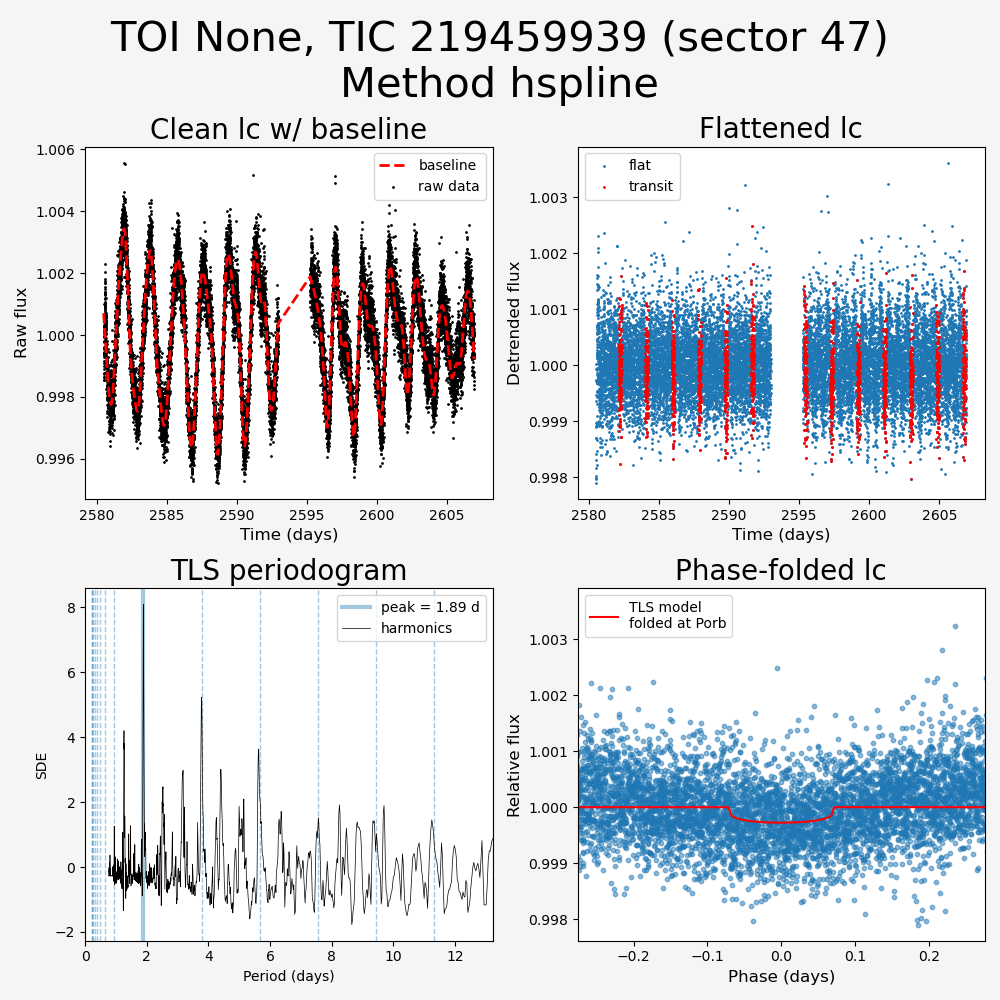 TOI None, TIC 219459939 (sector 47)
Method hspline
Clean lc w/ baseline
Raw flux
1.006
1.004
1.002
1.000
0.998
0.996
baseline
raw data
2580
2585
2590
2595
2600
2605
Time (days)
Flattened lc
Detrended flux
1.003
1.002
1.001
1.000
0.999
0.998
flat
transit
2580
2585
2590
2595
2600
2605
Time (days)
TLS periodogram
SDE
8
6
4
2
0
−2
peak = 1.89 d
harmonics
0
2
4
6
8
10
12
Period (days)
Phase-folded lc
Relative flux
1.003
1.002
1.001
1.000
0.999
0.998
TLS model
folded at Porb
−0.2
−0.1
0.0
0.1
0.2
Phase (days)